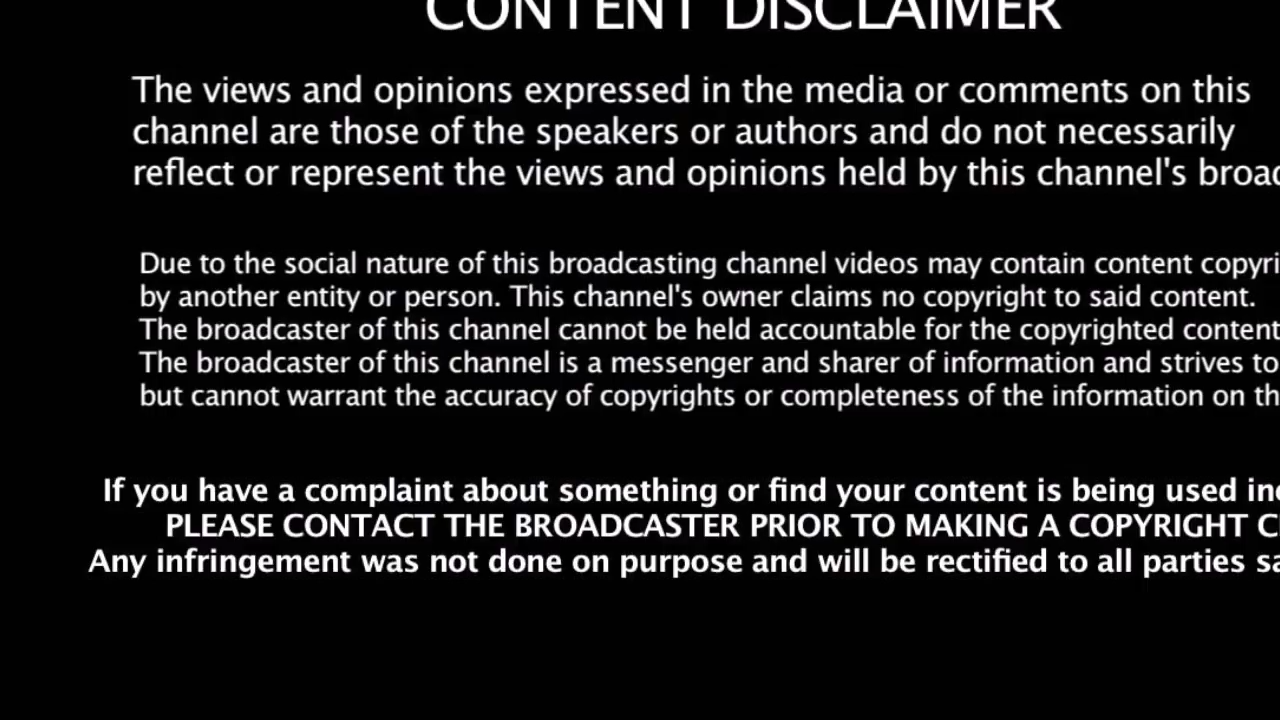 CONTENT DISCLAIMER
The views and opinions expressed in the media or comments on this
channel are those of the speakers or authors and do not necessarily
reflect or represent the views and opinions held by this channel's
Due to the social nature of this broadcasting channel videos may contain content
by another entity or person. This channel's owner claims no copyright to said content.
The broadcaster of this channel cannot be held accountable for the copyrighted content
The broadcaster of this channel is a messenger and sharer of information and strives to
but cannot warrant the accuracy of copyrights or completeness of the information on
If you have a complaint about something or find your content is being used
PLEASE CONTACT THE BROADCASTER PRIOR TO MAKING A COPYRIGHT
Any infringement was not done on purpose and will be rectified to all parties